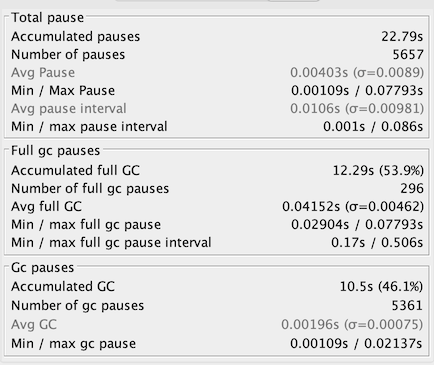 Total pause
Accumulated pauses 22.79s
Number of pauses 5657
Avg Pause 0.00403s (σ=0.0089)
Min / Max Pause 0.00109s / 0.07793s
Avg pause interval 0.0106s (σ=0.00981)
Min / max pause interval 0.001s / 0.086s
Full gc pauses
Accumulated full GC 12.29s (53.9%)
Number of full gc pauses 296
Avg full GC 0.04152s (σ=0.00462)
Min / max full gc pause 0.02904s / 0.07793s
Min / max full gc pause interval 0.17s / 0.506s
Gc pauses
Accumulated GC 10.5s (46.1%)
Number of gc pauses 5361
Avg GC 0.00196s (σ=0.00075)
Min / max gc pause 0.00109s / 0.02137s